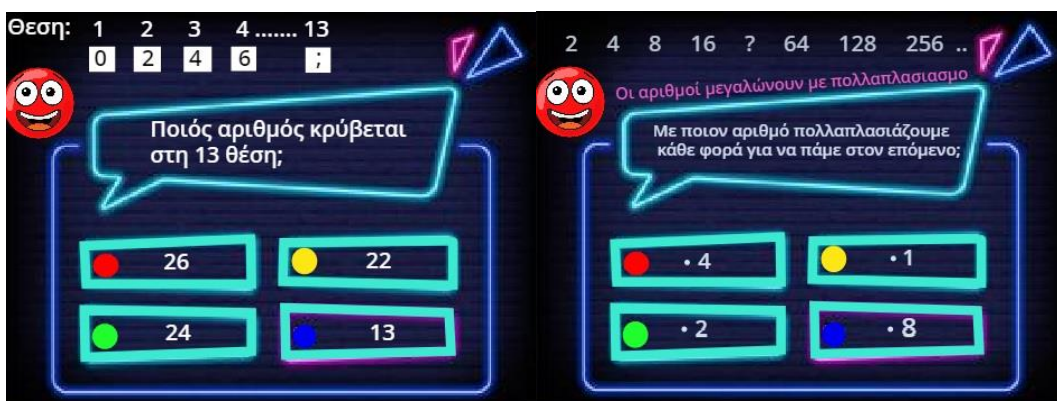 Θεση: 1 2 3 4 ....... 13
0 2 4 6 ;
Ποιός αριθμός κρύβεται
στη 13 θέση;
26 22
24 13
2 4 8 16 ? 64 128 256 ..
Οι αριθμοί μεγαλώνουν με πολλαπλασιασμο
Με ποιον αριθμό πολλαπλασιάζουμε
κάθε φορά για να πάμε στον επόμενο;
· 4 · 1
· 2 · 8